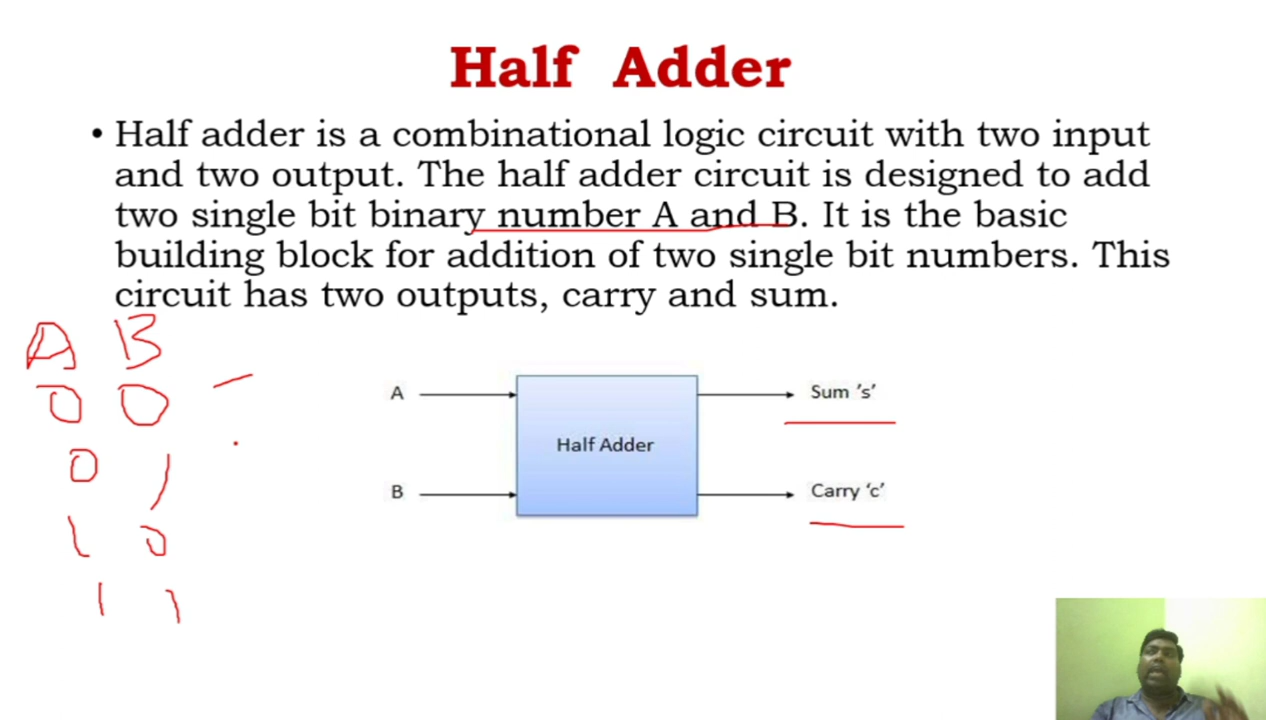 Half Adder
• Half adder is a combinational logic circuit with two input
and two output. The half adder circuit is designed to add
two single bit binary number A and B. It is the basic
building block for addition of two single bit numbers. This
circuit has two outputs, carry and sum.
A B
0 0
0 1
1 0
1 1
A
Sum ‘s’
Half Adder
B
Carry ‘c’